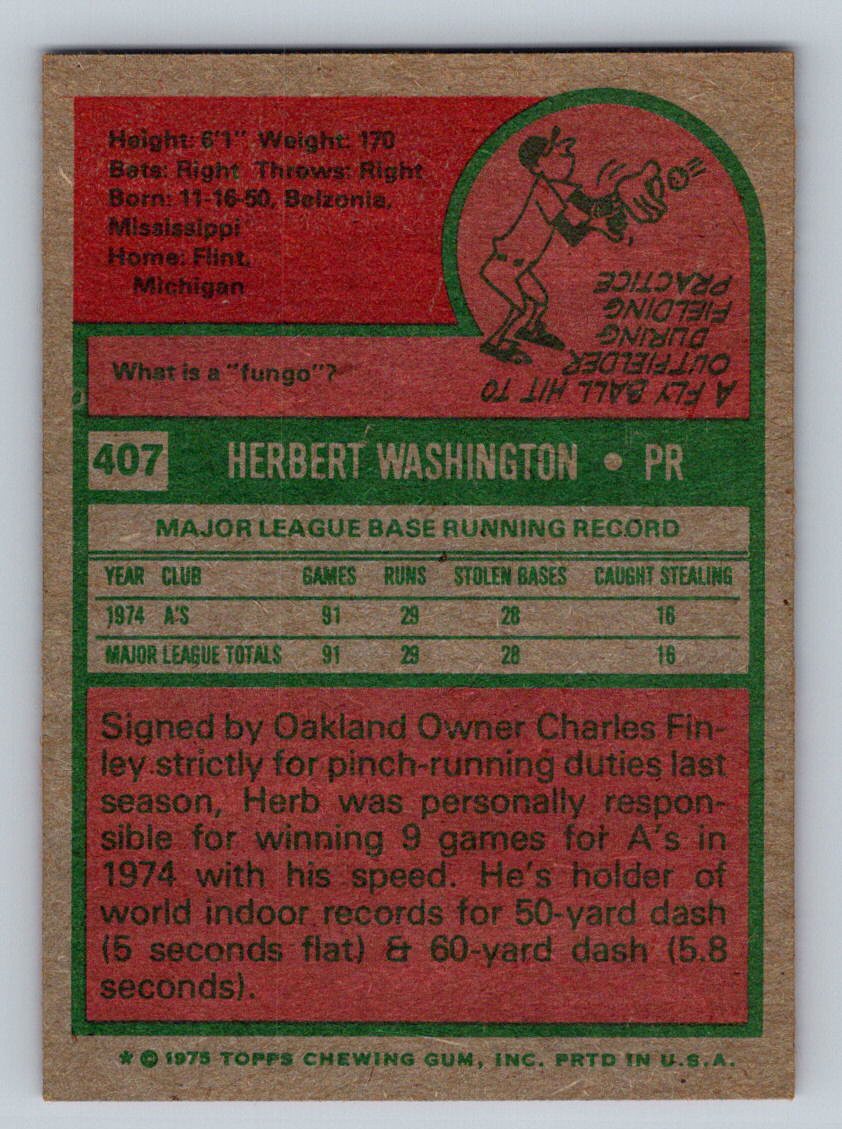 Height: 6'1" Weight: 170
Bats: Right Throws: Right
Born: 11-16-50, Belzonia,
Mississippi
Home: Flint,
Michigan
What is a "fungo"?
A FLY BALL HIT TO
OUTFIELDER
DURING
FIELDING
PRACTICE
407 HERBERT WASHINGTON • PR
MAJOR LEAGUE BASE RUNNING RECORD
YEAR CLUB GAMES RUNS STOLEN BASES CAUGHT STEALING
1974 A'S 91 29 28 16
MAJOR LEAGUE TOTALS 91 29 28 16
Signed by Oakland Owner Charles Fin-
ley strictly for pinch-running duties last
season, Herb was personally respon-
sible for winning 9 games for A's in
1974 with his speed. He's holder of
world indoor records for 50-yard dash
(5 seconds flat) & 60-yard dash (5.8
seconds).
* © 1975 TOPPS CHEWING GUM, INC. PRTD IN U.S.A.